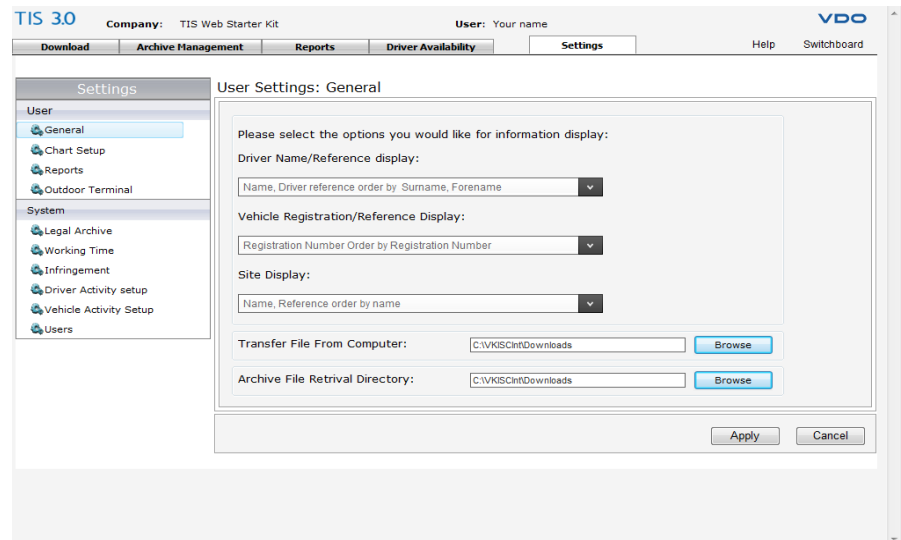 TIS 3.0 Company: TIS Web Starter Kit User: Your name VDO
Download Archive Management Reports Driver Availability Settings Help Switchboard
Settings
User
General
Chart Setup
Reports
Outdoor Terminal
System
Legal Archive
Working Time
Infringement
Driver Activity setup
Vehicle Activity Setup
Users
User Settings: General
Please select the options you would like for information display:
Driver Name/Reference display:
Name, Driver reference order by Surname, Forename
Vehicle Registration/Reference Display:
Registration Number Order by Registration Number
Site Display:
Name, Reference order by name
Transfer File From Computer: C:\VKISCInt\Downloads Browse
Archive File Retrival Directory: C:\VKISCInt\Downloads Browse
Apply Cancel